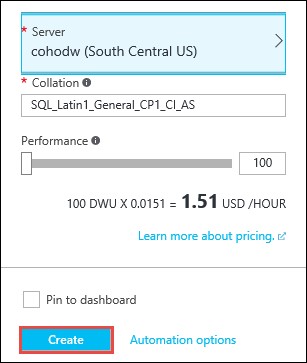 * Server
cohodw (South Central US)
* Collation
SQL_Latin1_General_CP1_CI_AS
Performance
100
100 DWU X 0.0151 = 1.51 USD /HOUR
Learn more about pricing.
Pin to dashboard
Create Automation options